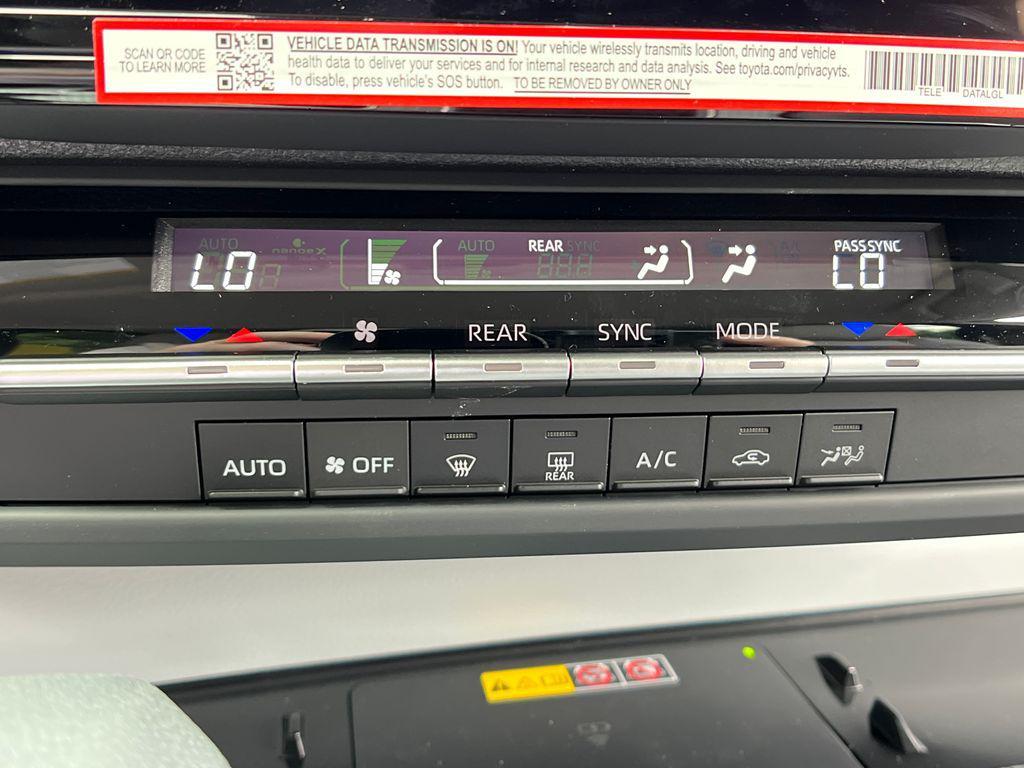 SCAN OR CODE
TO LEARN MORE
VEHICLE DATA TRANSMISSION IS ON! Your vehicle wirelessly transmits location, driving and vehicle
health data to deliver your services and for internal research and data analysis. See toyota.com/privacyvts.
To disable, press vehicle's SOS button. TO BE REMOVED BY OWNER ONLY
TELE DATALGL
AUTO nanoeX AUTO REAR SYNC A/C PASS SYNC
LO LO
REAR SYNC MODE
AUTO OFF REAR A/C